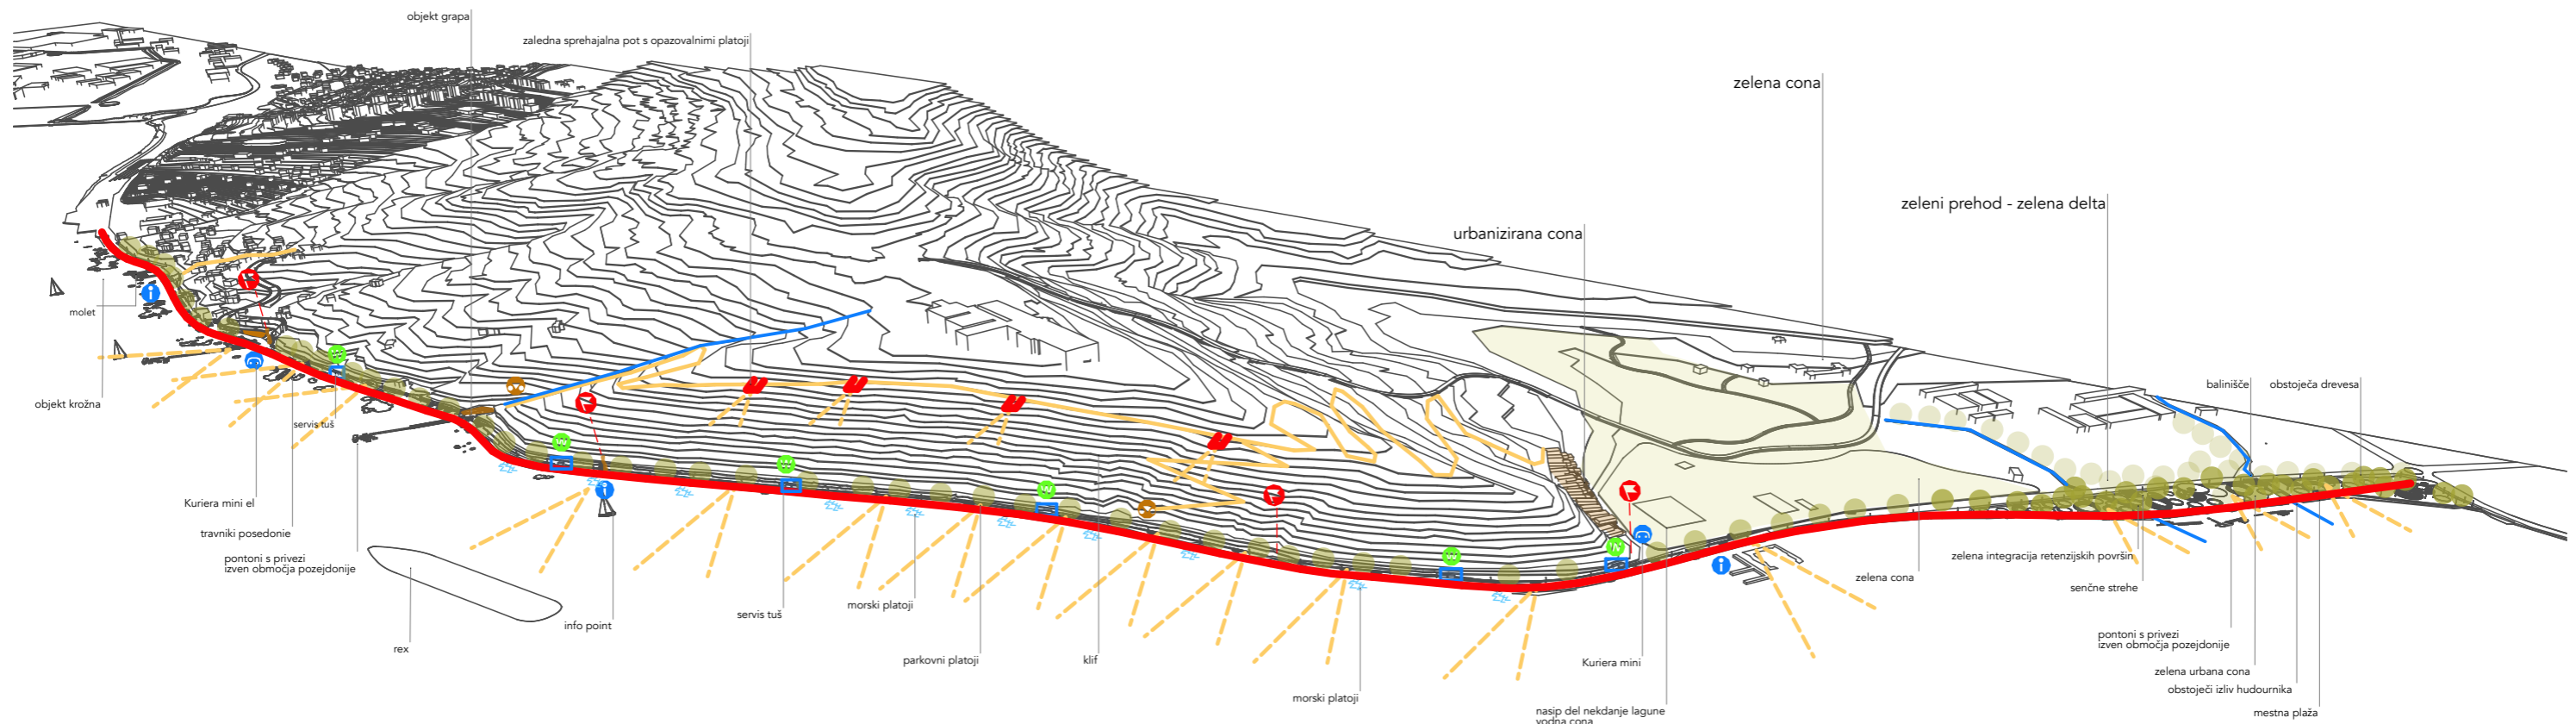 objekt grapa
zaledna sprehajalna pot s opazovalnimi platoji
zelena cona
zeleni prehod - zelena delta
urbanizirana cona
molet
objekt krožna
servis tuš
balinišče
obstoječa drevesa
Kuriera mini el
travniki posedonie
pontoni s privezi
izven območja pozejdonije
rex
info point
servis tuš
morski platoji
parkovni platoji
klif
morski platoji
Kuriera mini
nasip del nekdanje lagune
vodna cona
zelena cona
zelena integracija retenzijskih površin
senčne strehe
pontoni s privezi
izven območja pozejdonije
zelena urbana cona
obstoječi izliv hudournika
mestna plaža